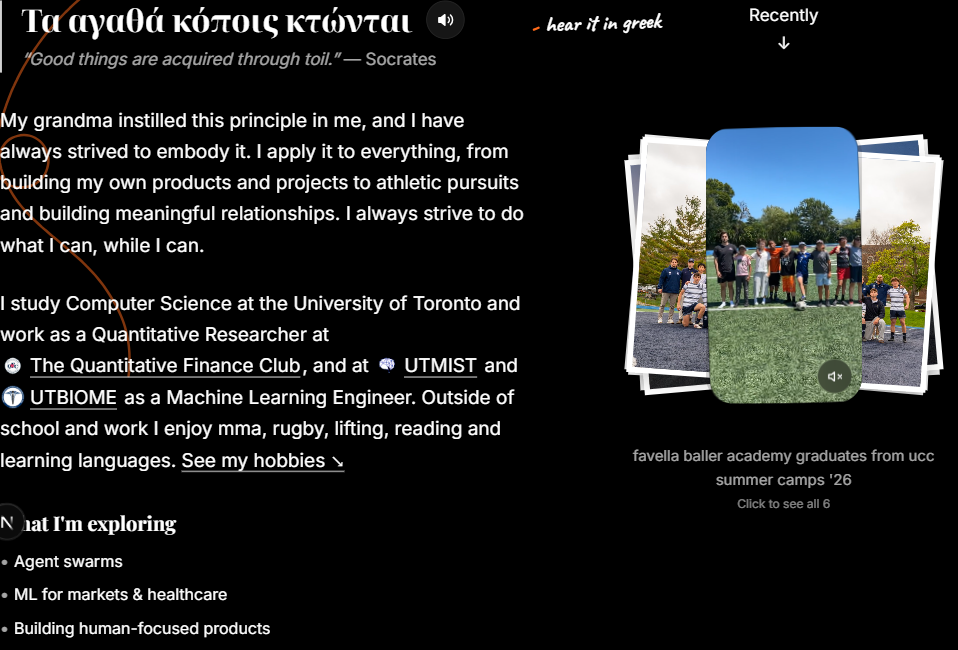 Τα αγαθά κόποις κτώνται
hear it in greek
Recently
↓
“Good things are acquired through toil.” — Socrates
My grandma instilled this principle in me, and I have
always strived to embody it. I apply it to everything, from
building my own products and projects to athletic pursuits
and building meaningful relationships. I always strive to do
what I can, while I can.
I study Computer Science at the University of Toronto and
work as a Quantitative Researcher at
The Quantitative Finance Club, and at UTMIST and
UTBIOME as a Machine Learning Engineer. Outside of
school and work I enjoy mma, rugby, lifting, reading and
learning languages. See my hobbies ↘
N
hat I'm exploring
• Agent swarms
• ML for markets & healthcare
• Building human-focused products
favella baller academy graduates from ucc
summer camps '26
Click to see all 6